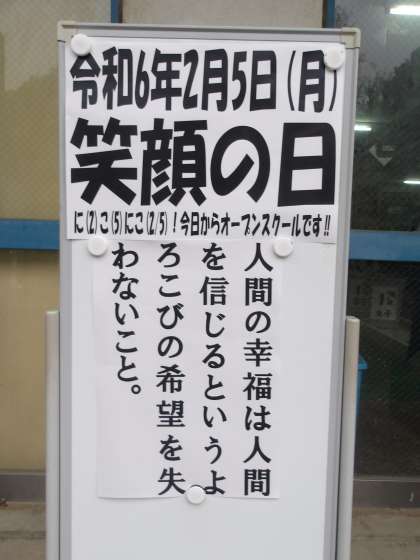 令和6年2月5日(月)
笑顔の日
に(2)こ(5)にこ(2/5)！今日からオープンスクールです!!
人間の幸福は人間
を信じるというよ
ろこびの希望を失
わないこと。